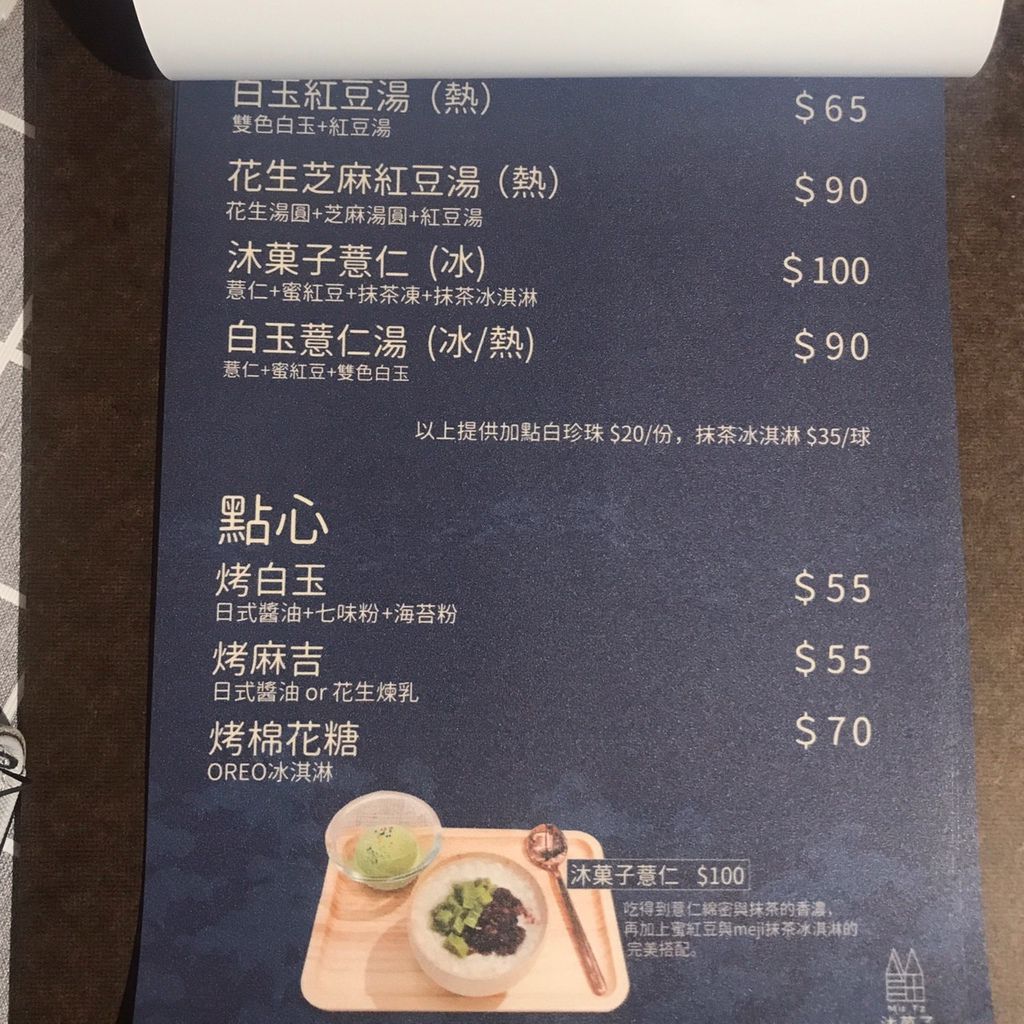 白玉紅豆湯（熱） $65
雙色白玉+紅豆湯
花生芝麻紅豆湯（熱） $90
花生湯圓+芝麻湯圓+紅豆湯
沐菓子薏仁 (冰) $100
薏仁+蜜紅豆+抹茶凍+抹茶冰淇淋
白玉薏仁湯 (冰/熱) $90
薏仁+蜜紅豆+雙色白玉
以上提供加點白珍珠 $20/份，抹茶冰淇淋 $35/球
點心
烤白玉 $55
日式醬油+七味粉+海苔粉
烤麻吉 $55
日式醬油 or 花生煉乳
烤棉花糖 $70
OREO冰淇淋
沐菓子薏仁 $100
吃得到薏仁綿密與抹茶的香濃，
再加上蜜紅豆與meji抹茶冰淇淋的
完美搭配。
沐菓子